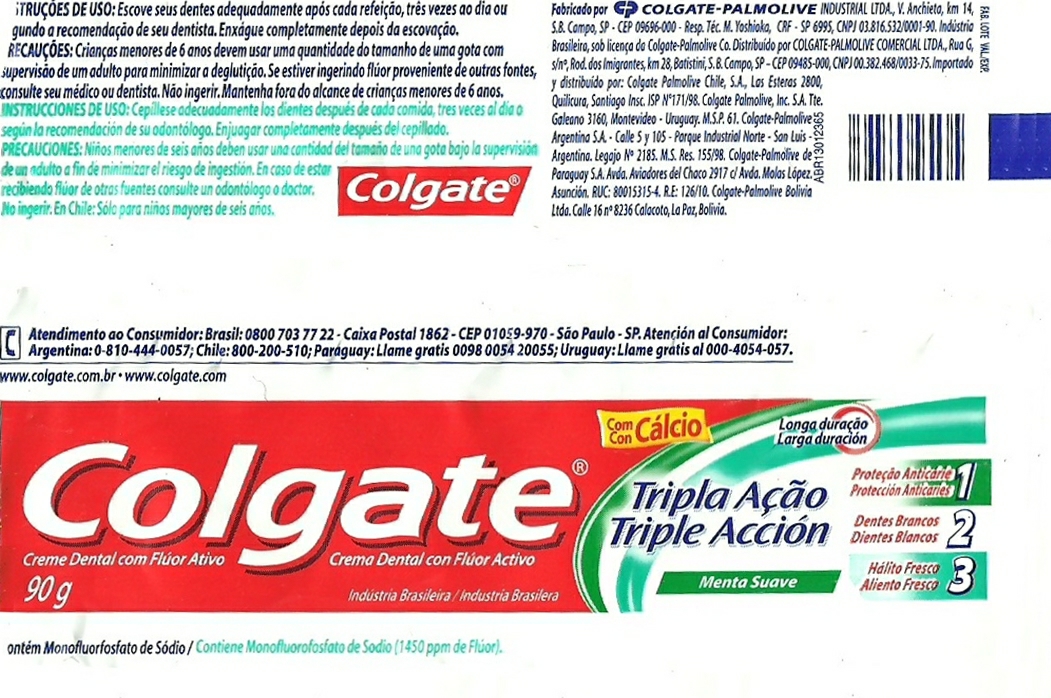 TRUÇÕES DE USO: Escove seus dentes adequadamente após cada refeição, três vezes ao dia ou
gundo a recomendação de seu dentista. Enxágue completamente depois da escovação.
RECAUÇÕES: Crianças menores de 6 anos devem usar uma quantidade do tamanho de uma gota com
supervisão de um adulto para minimizar a deglutição. Se estiver ingerindo flúor proveniente de outras fontes,
consulte seu médico ou dentista. Não ingerir. Mantenha fora do alcance de crianças menores de 6 anos.
INSTRUCCIONES DE USO: Cepíllese adecuadamente los dientes después de cada comida, tres veces al día o
según la recomendación de su odontólogo. Enjuagar completamente después del cepillado.
PRECAUCIONES: Niños menores de seis años deben usar una cantidad del tamaño de una gota bajo la supervisión
de un adulto a fin de minimizar el riesgo de ingestión. En caso de estar
recibiendo flúor de otras fuentes consulte un odontólogo o doctor.
No ingerir. En Chile: Sólo para niños mayores de seis años.
Colgate®
Fabricado por CP COLGATE-PALMOLIVE INDUSTRIAL LTDA., V. Anchieta, km 14,
S.B. Campo, SP - CEP 09696-000 - Resp. Téc. M. Yoshioka, CRF - SP 6995, CNPJ 03.816.532/0001-90. Indústria
Brasileira, sob licença da Colgate-Palmolive Co. Distribuído por COLGATE-PALMOLIVE COMERCIAL LTDA., Rua G,
s/nº, Rod. dos Imigrantes, km 28, Batistini, S.B. Campo, SP – CEP 09485-000, CNPJ 00.382.468/0033-75. Importado
y distribuido por: Colgate Palmolive Chile, S.A., Las Esteras 2800,
Quilicura, Santiago Insc. ISP Nº171/98. Colgate Palmolive, Inc. S.A. Tte.
Galeano 3160, Montevideo - Uruguay. M.S.P. 61. Colgate-Palmolive
Argentina S.A. - Calle 5 y 105 - Parque Industrial Norte - San Luis -
Argentina. Legajo Nº 2185. M.S. Res. 155/98. Colgate-Palmolive de
Paraguay S.A. Avda. Aviadores del Chaco 2917 c/ Avda. Molas López.
Asunción. RUC: 80015315-4. R.E: 126/10. Colgate-Palmolive Bolivia
Ltda. Calle 16 nº 8236 Calacoto, La Paz, Bolivia.
ABR13012365
FAB. LOTE VAL./EXP.
Atendimento ao Consumidor: Brasil: 0800 703 77 22 - Caixa Postal 1862 - CEP 01059-970 - São Paulo - SP. Atención al Consumidor:
Argentina: 0-810-444-0057; Chile: 800-200-510; Paraguay: Llame gratis 0098 0054 20055; Uruguay: Llame grátis al 000-4054-057.
www.colgate.com.br • www.colgate.com
Colgate®
Creme Dental com Flúor Ativo
Crema Dental con Flúor Activo
90 g
Indústria Brasileira / Industria Brasilera
Com
Con Cálcio
Longa duração
Larga duración
Tripla Ação
Triple Acción
Menta Suave
Proteção Anticárie
Protección Anticaries 1
Dentes Brancos
Dientes Blancos 2
Hálito Fresco
Aliento Fresco 3
ontém Monofluorfosfato de Sódio / Contiene Monofluorofosfato de Sodio (1450 ppm de Flúor).